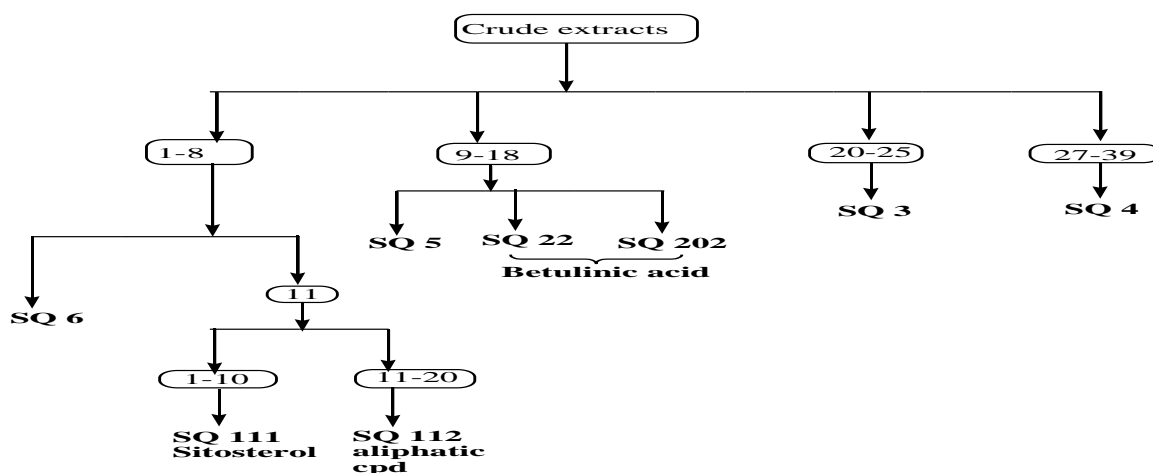 Crude extracts
1-8
9-18
20-25
27-39
SQ 3
SQ 4
SQ 5
SQ 22
SQ 202
Betulinic acid
11
SQ 6
1-10
11-20
SQ 111
Sitosterol
SQ 112
aliphatic
cpd